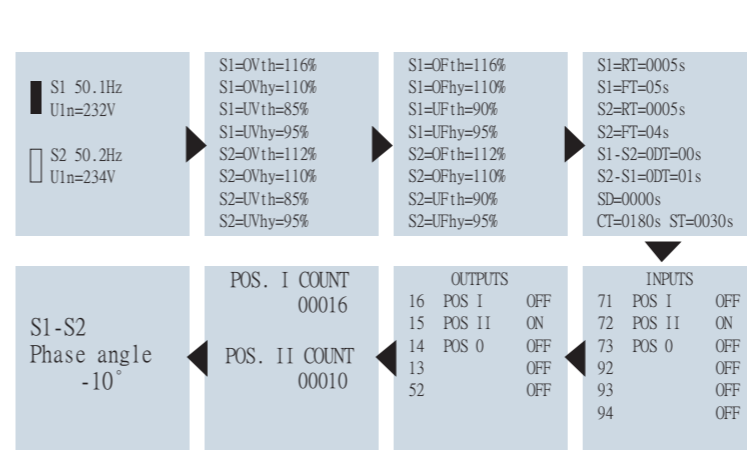 S1 50.1Hz
U1n=232V
S2 50.2Hz
U1n=234V
S1=OVth=116%
S1=OVhy=110%
S1=UVth=85%
S1=UVhy=95%
S2=OVth=112%
S2=OVhy=110%
S2=UVth=85%
S2=UVhy=95%
S1=OFth=116%
S1=OFhy=110%
S1=UFth=90%
S1=UFhy=95%
S2=OFth=112%
S2=OFhy=110%
S2=UFth=90%
S2=UFhy=95%
S1=RT=0005s
S1=FT=05s
S2=RT=0005s
S2=FT=04s
S1-S2=0DT=00s
S2-S1=0DT=01s
SD=0000s
CT=0180s ST=0030s
INPUTS
71 POS I OFF
72 POS II ON
73 POS 0 OFF
92 OFF
93 OFF
94 OFF
OUTPUTS
16 POS I OFF
15 POS II ON
14 POS 0 OFF
13 OFF
52 OFF
POS. I COUNT
00016
POS. II COUNT
00010
S1-S2
Phase angle
-10°